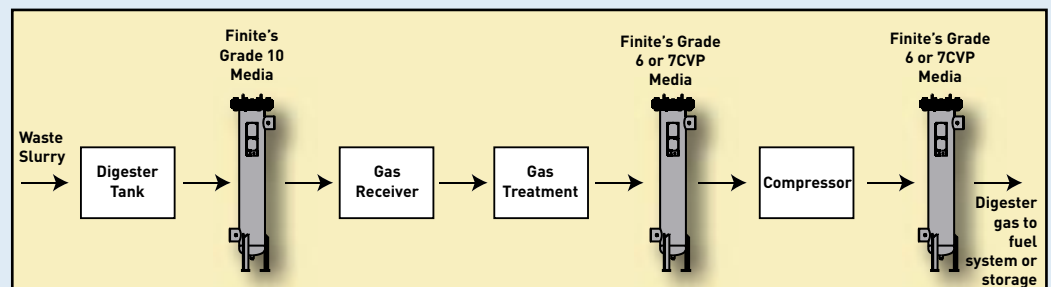 Waste
Slurry
Digester
Tank
Finite's
Grade 10
Media
Gas
Receiver
Gas
Treatment
Finite's Grade
6 or 7CVP
Media
Compressor
Finite's Grade
6 or 7CVP
Media
Digester
gas to
fuel
system or
storage